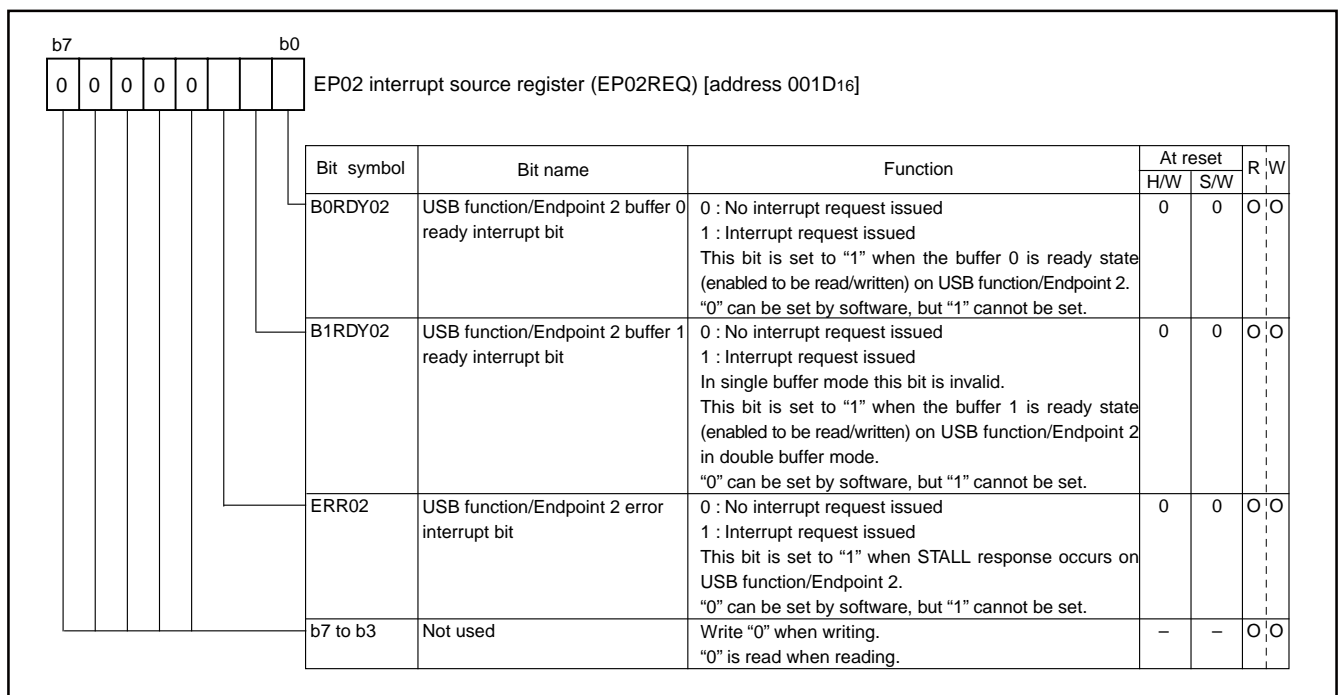 b7 b0
0 0 0 0 0
EP02 interrupt source register (EP02REQ) [address 001D16]
Bit symbol Bit name Function At reset R W
H/W S/W
B0RDY02 USB function/Endpoint 2 buffer 0 0 : No interrupt request issued 0 0 O O
ready interrupt bit 1 : Interrupt request issued
This bit is set to “1” when the buffer 0 is ready state
(enabled to be read/written) on USB function/Endpoint 2.
“0” can be set by software, but “1” cannot be set.
B1RDY02 USB function/Endpoint 2 buffer 1 0 : No interrupt request issued 0 0 O O
ready interrupt bit 1 : Interrupt request issued
In single buffer mode this bit is invalid.
This bit is set to “1” when the buffer 1 is ready state
(enabled to be read/written) on USB function/Endpoint 2
in double buffer mode.
“0” can be set by software, but “1” cannot be set.
ERR02 USB function/Endpoint 2 error 0 : No interrupt request issued 0 0 O O
interrupt bit 1 : Interrupt request issued
This bit is set to “1” when STALL response occurs on
USB function/Endpoint 2.
“0” can be set by software, but “1” cannot be set.
b7 to b3 Not used Write “0” when writing. – – O O
“0” is read when reading.